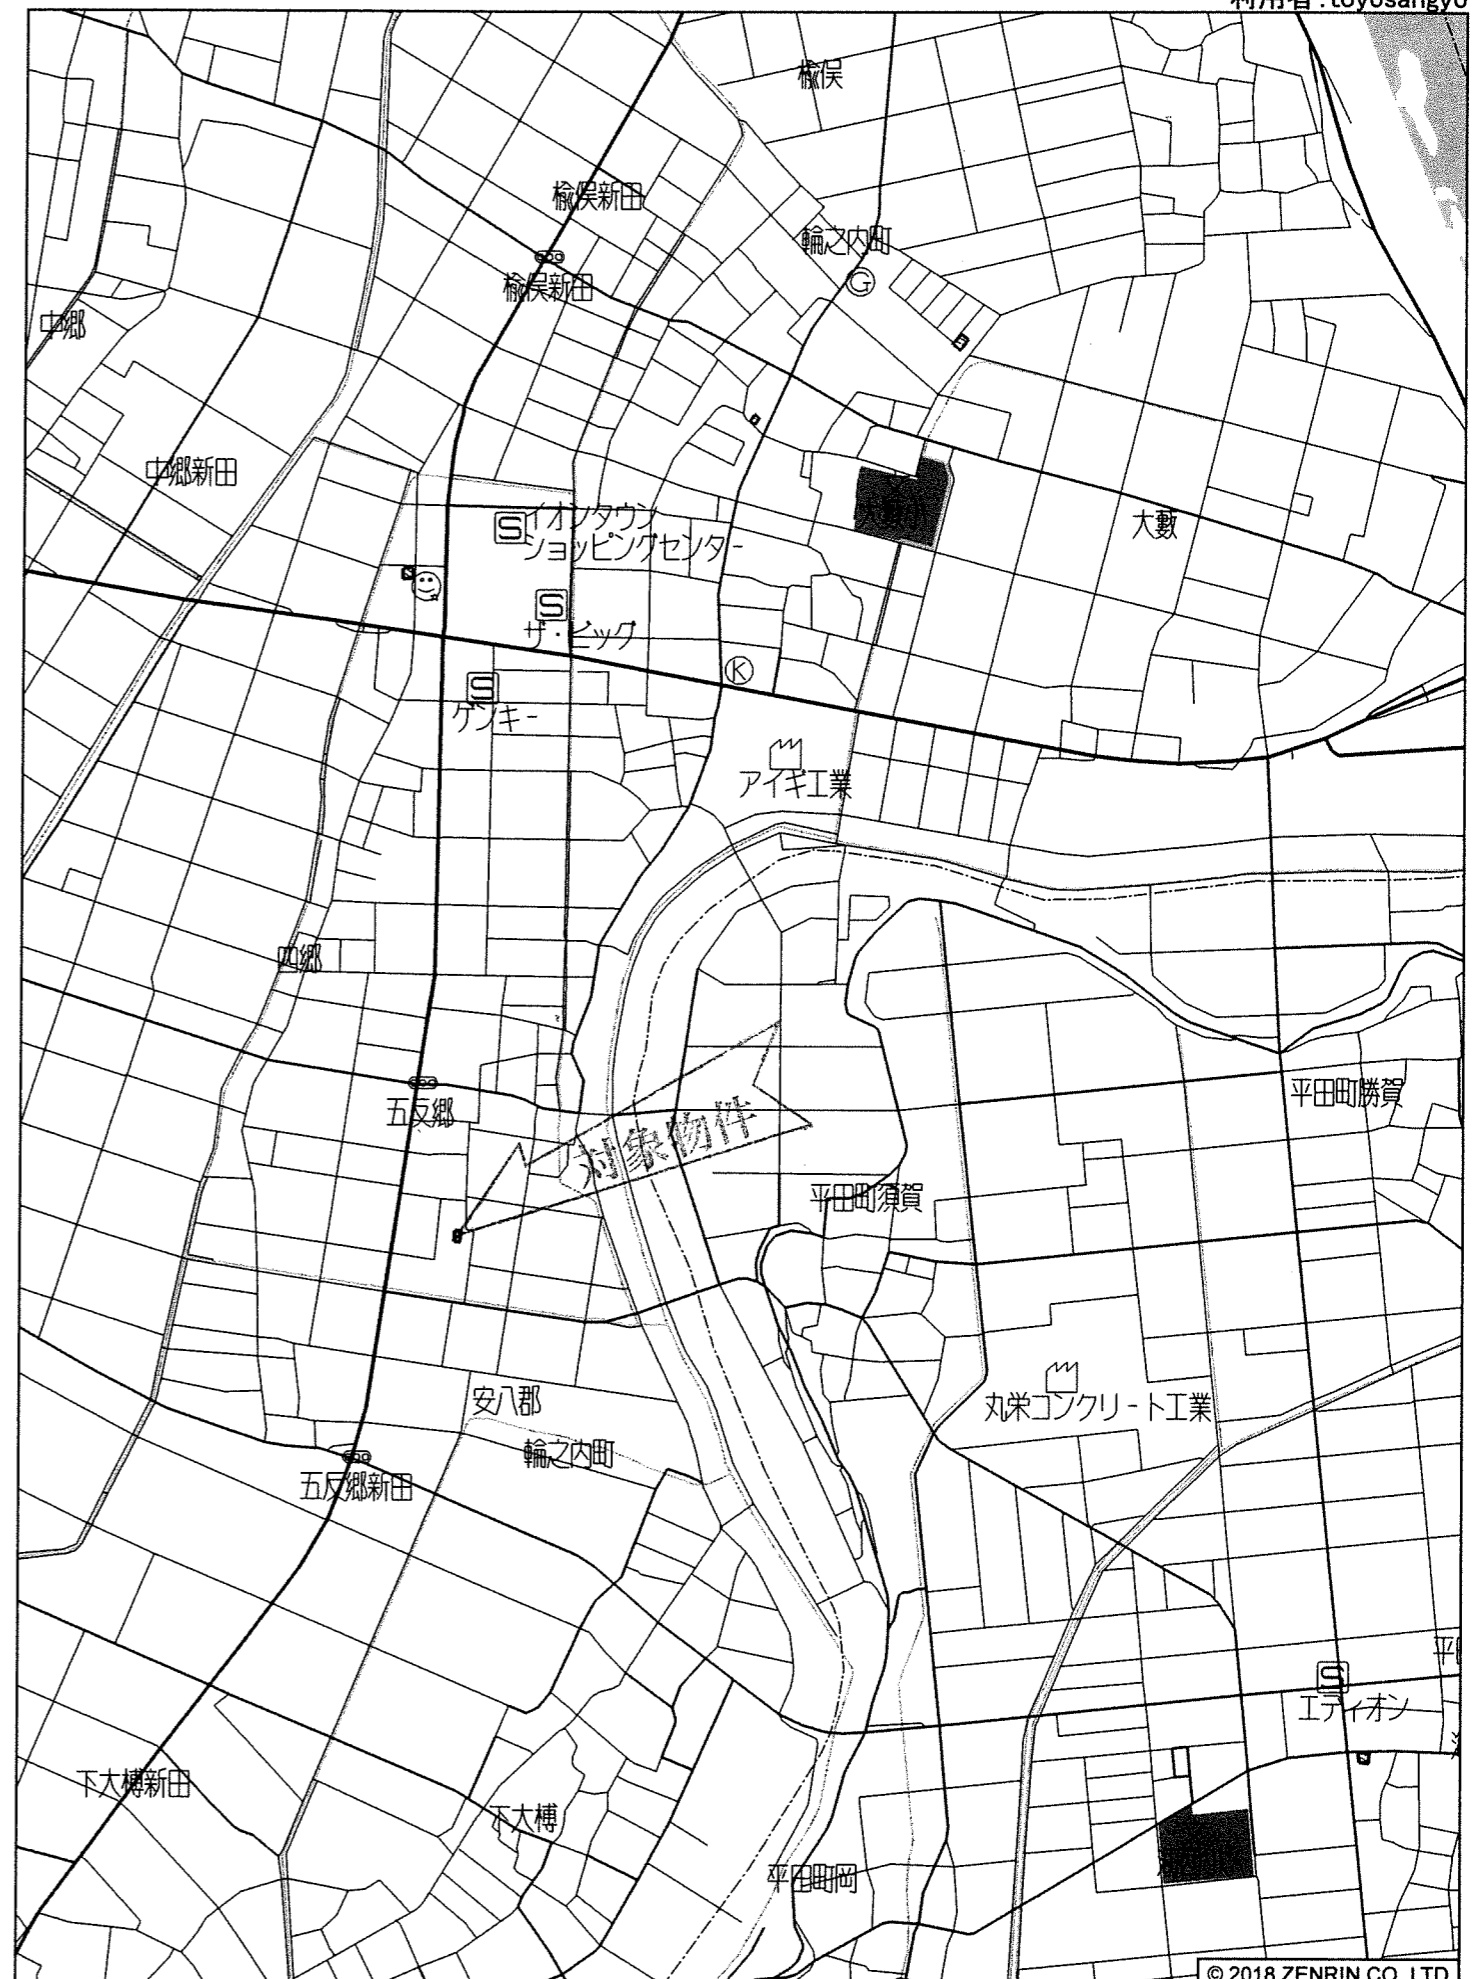 利用者:toyosangyo
楡俣
楡俣新田
輪之内町
G
楡俣新田
中郷
中郷新田
イオンタウン
ショッピングセンター
大藪
S
S
ザ・ビッグ
K
S
ゲンキー
アイギ工業
四郷
五反郷
平田町勝賀
対象物件
平田町須賀
安八郡
丸栄コンクリート工業
輪之内町
五反郷新田
S
エディオン
下大榑新田
下大榑
平田町岡
© 2018 ZENRIN CO., LTD